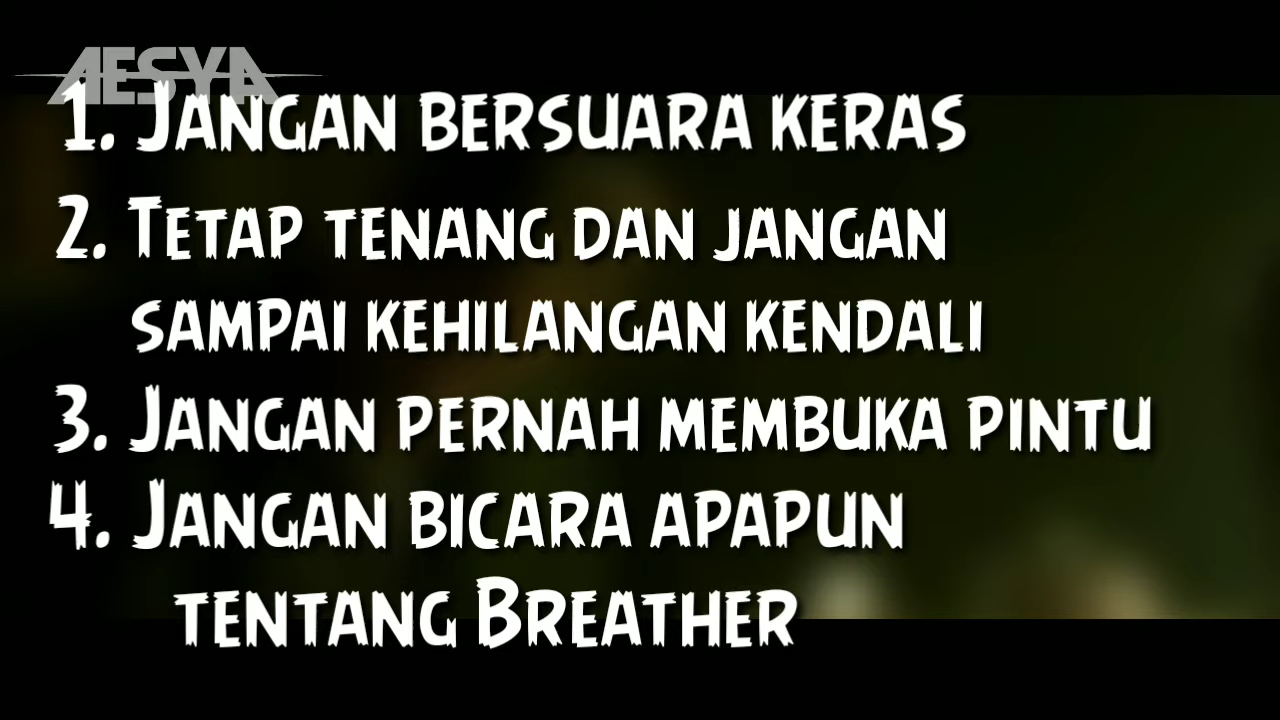 AESYA
1. Jangan bersuara keras
2. Tetap tenang dan jangan
sampai kehilangan kendali
3. Jangan pernah membuka pintu
4. Jangan bicara apapun
tentang Breather